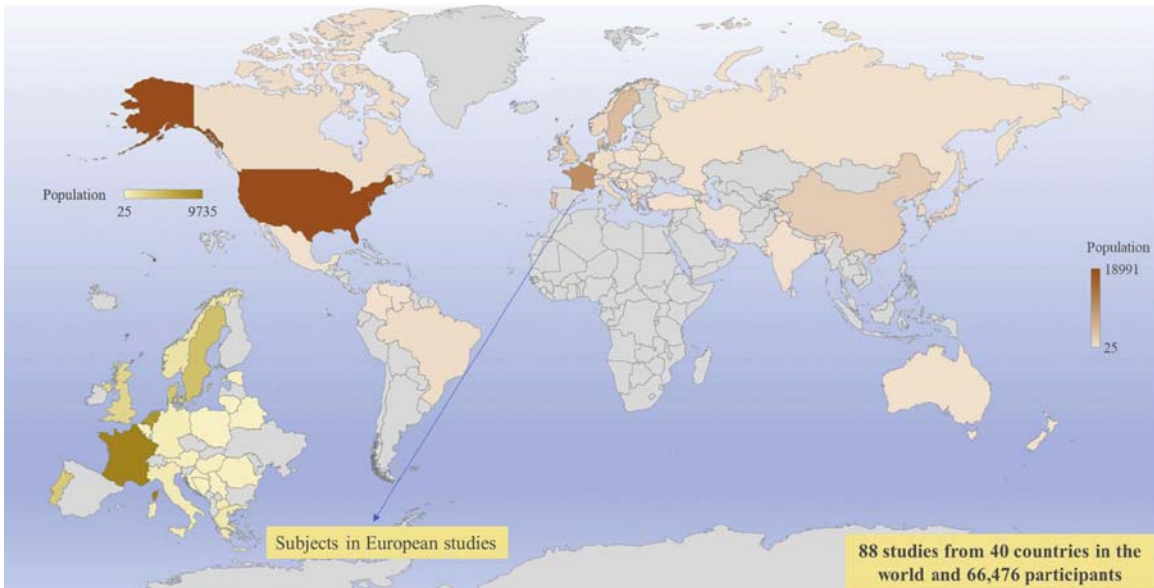 Population
25 9735
Population
18991
25
Subjects in European studies
88 studies from 40 countries in the
world and 66,476 participants